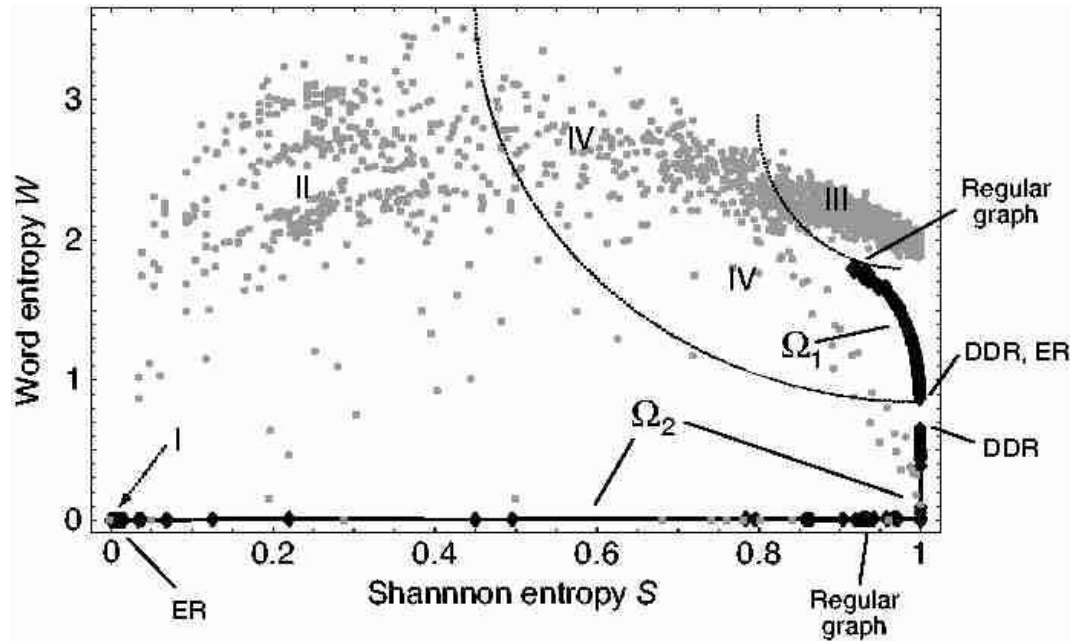 Word entropy W
3
2
1
0
II
IV
III
Regular
graph
IV
Ω1
DDR, ER
Ω2
DDR
I
0
0.2
0.4
0.6
0.8
1
ER
Shannnon entropy S
Regular
graph